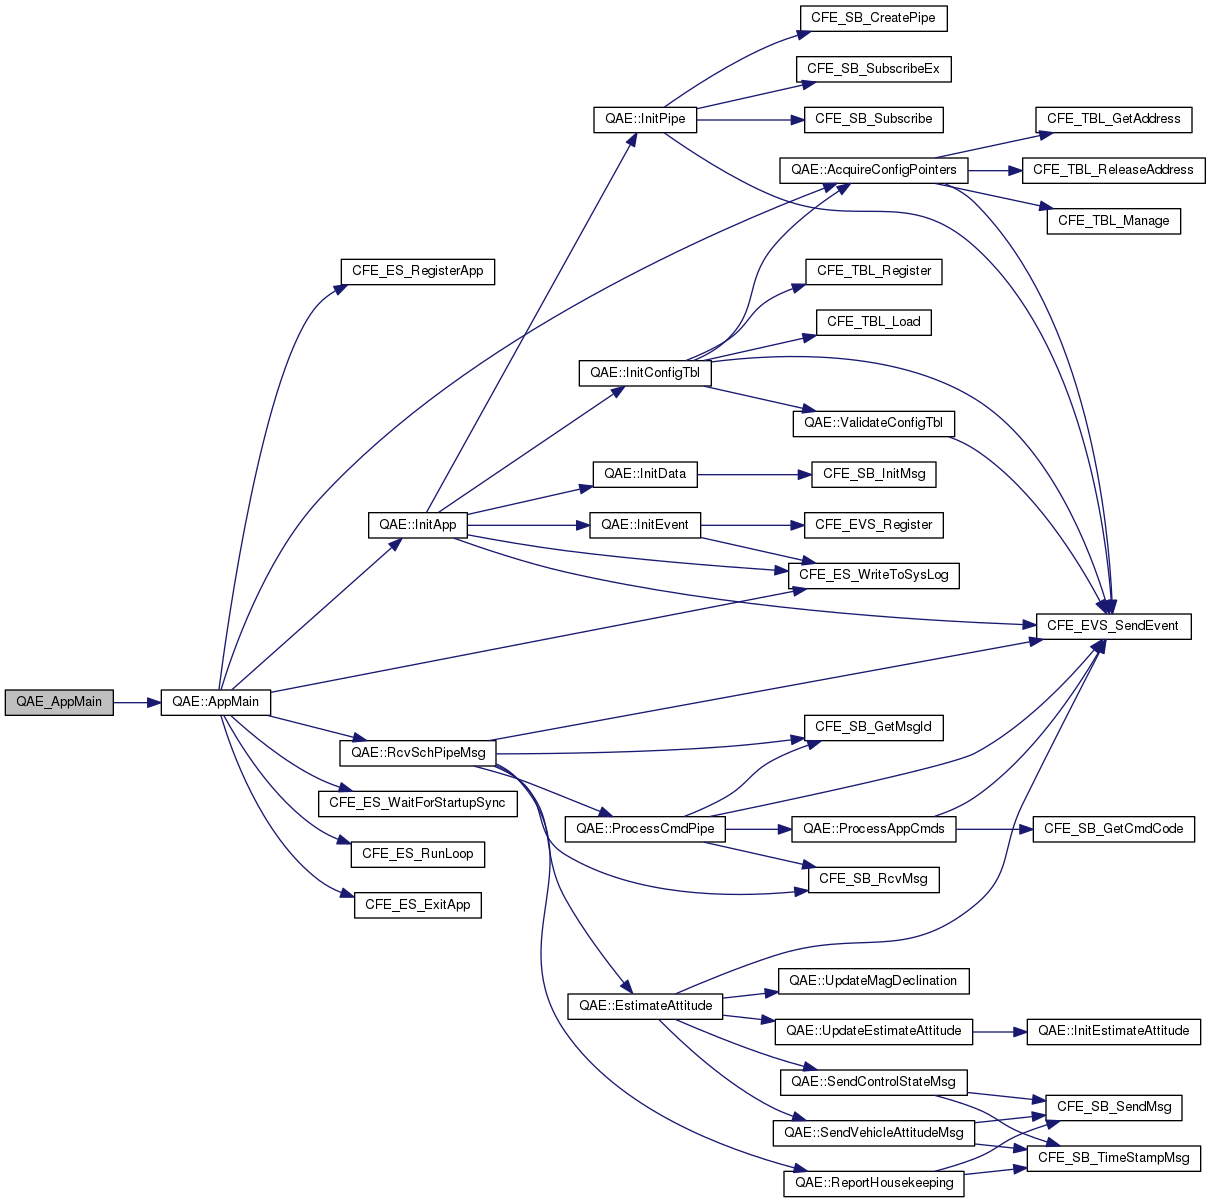 CFE_SB_CreatePipe
CFE_SB_SubscribeEx
QAE::InitPipe
CFE_SB_Subscribe
CFE_TBL_GetAddress
QAE::AcquireConfigPointers
CFE_TBL_ReleaseAddress
CFE_TBL_Manage
CFE_ES_RegisterApp
CFE_TBL_Register
CFE_TBL_Load
QAE::InitConfigTbl
QAE::ValidateConfigTbl
QAE::InitData
CFE_SB_InitMsg
QAE::InitApp
QAE::InitEvent
CFE_EVS_Register
CFE_ES_WriteToSysLog
CFE_EVS_SendEvent
QAE_AppMain
QAE::AppMain
CFE_SB_GetMsgId
QAE::RcvSchPipeMsg
CFE_ES_WaitForStartupSync
QAE::ProcessCmdPipe
QAE::ProcessAppCmds
CFE_SB_GetCmdCode
CFE_ES_RunLoop
CFE_SB_RcvMsg
CFE_ES_ExitApp
QAE::UpdateMagDeclination
QAE::EstimateAttitude
QAE::UpdateEstimateAttitude
QAE::InitEstimateAttitude
QAE::SendControlStateMsg
CFE_SB_SendMsg
QAE::SendVehicleAttitudeMsg
CFE_SB_TimeStampMsg
QAE::ReportHousekeeping